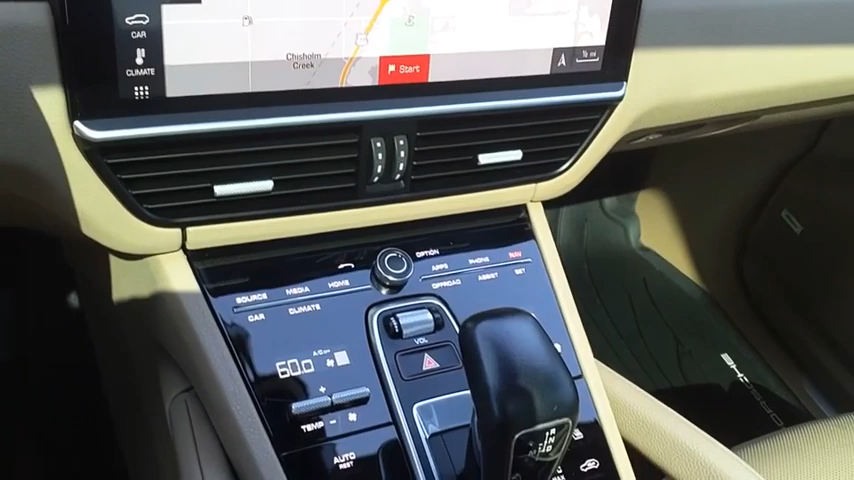 CAR
CLIMATE
Chisholm
Creek
Start
OPTION
SOURCE MEDIA HOME
APPS PHONE NAV
CAR CLIMATE
OFFROAD ASSIST SET
VOL
60.0
A/C
TEMP
AUTO
REST
R
N
D